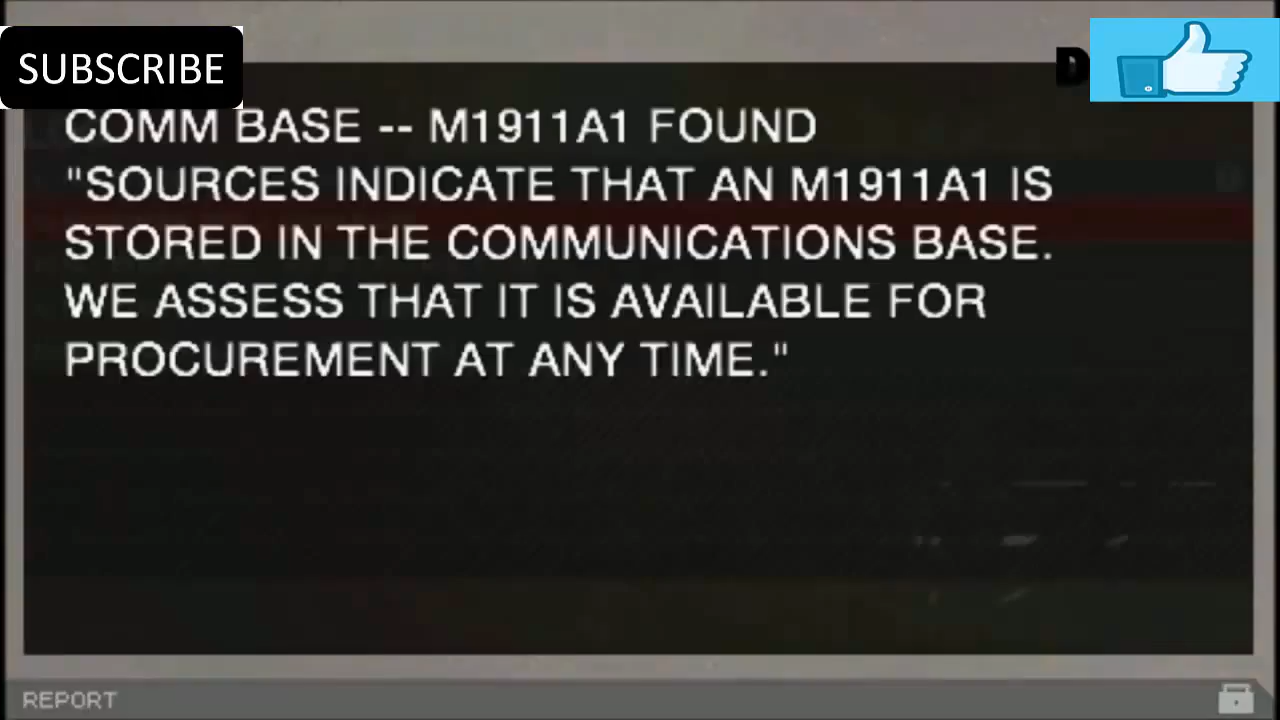 SUBSCRIBE
D
COMM BASE -- M1911A1 FOUND
"SOURCES INDICATE THAT AN M1911A1 IS
STORED IN THE COMMUNICATIONS BASE.
WE ASSESS THAT IT IS AVAILABLE FOR
PROCUREMENT AT ANY TIME."
REPORT